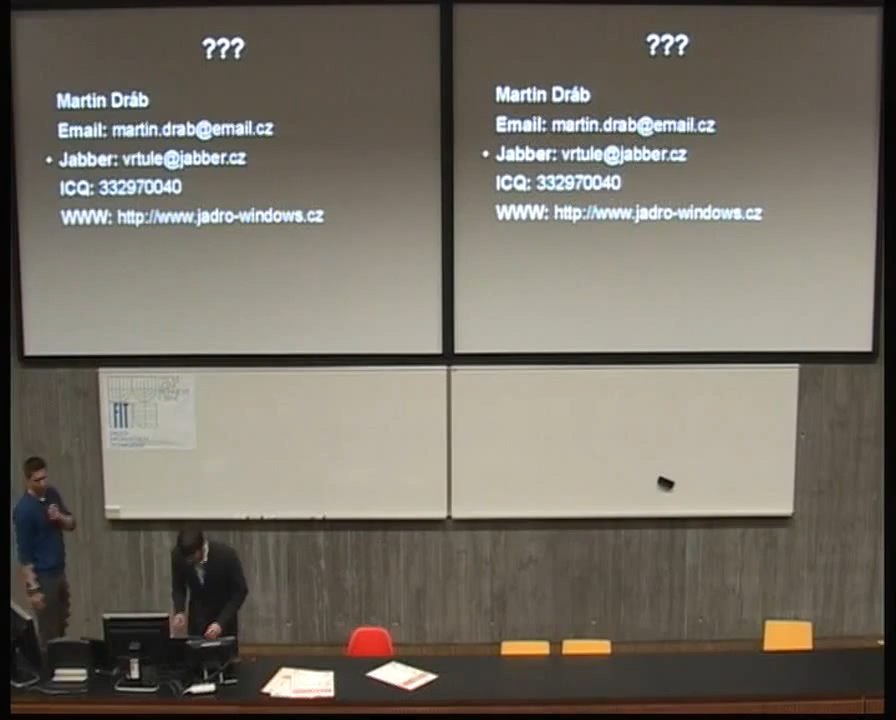 ???
Martin Dráb
Email: martin.drab@email.cz
• Jabber: vrtule@jabber.cz
ICQ: 332970040
WWW: http://www.jadro-windows.cz
???
Martin Dráb
Email: martin.drab@email.cz
• Jabber: vrtule@jabber.cz
ICQ: 332970040
WWW: http://www.jadro-windows.cz
FIT